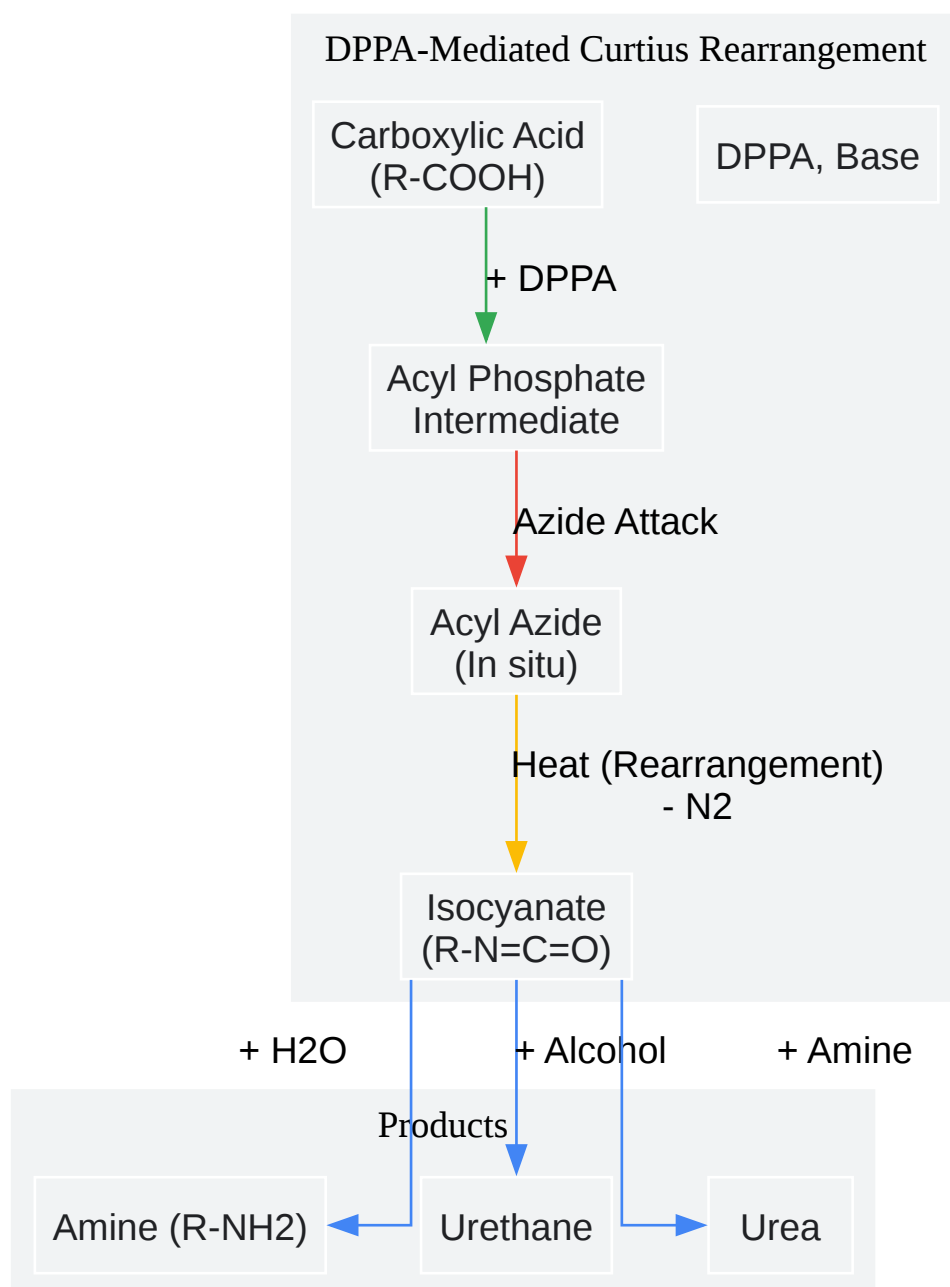 DPPA-Mediated Curtius Rearrangement
Carboxylic Acid
(R-COOH)
DPPA, Base
+ DPPA
Acyl Phosphate
Intermediate
Azide Attack
Acyl Azide
(In situ)
Heat (Rearrangement)
- N2
Isocyanate
(R-N=C=O)
+ H2O
+ Alcohol
+ Amine
Products
Amine (R-NH2)
Urethane
Urea